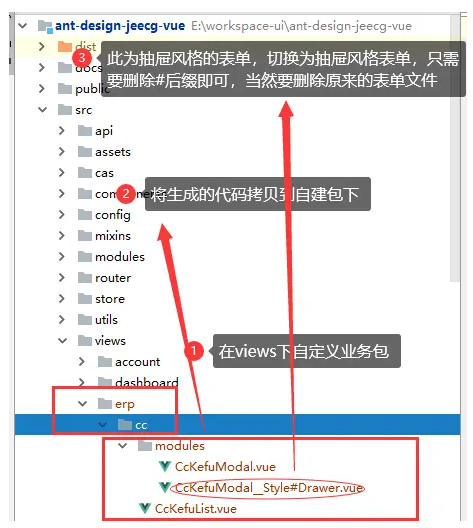 ant-design-jeecg-vue E:\workspace-ui\ant-design-jeecg-vue
dist
3 此为抽屉风格的表单，切换为抽屉风格表单，只需
要删除#后缀即可，当然要删除原来的表单文件
docs
public
src
api
assets
cas
2 将生成的代码拷贝到自建包下
config
mixins
modules
router
store
utils
views
1 在views下自定义业务包
account
dashboard
erp
cc
modules
CcKefuModal.vue
CcKefuModal__Style#Drawer.vue
CcKefuList.vue